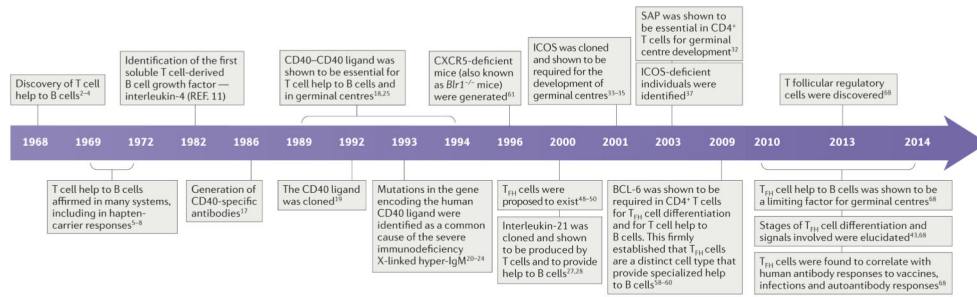 Discovery of T cell
help to B cells2–4
Identification of the first
soluble T cell-derived
B cell growth factor —
interleukin-4 (REF. 11)
CD40–CD40 ligand
was shown to be essential for
T cell help to B cells and
in germinal centres18,25
CXCR5-deficient
mice (also known
as Blr1−/− mice)
were generated61
ICOS was cloned
and shown to be
required for the
development of
germinal centres33–35
SAP was shown to
be essential in CD4+
T cells for germinal
centre development32
ICOS-deficient
individuals were
identified37
T follicular regulatory
cells were discovered68
1968 1969 1972 1982 1986 1989 1992 1993 1994 1996 2000 2001 2003 2009 2010 2013 2014
T cell help to B cells
affirmed in many systems,
including in hapten-
carrier responses5–8
Generation of
CD40-specific
antibodies17
The CD40 ligand
was cloned19
Mutations in the gene
encoding the human
CD40 ligand were
identified as a common
cause of the severe
immunodeficiency
X-linked hyper-IgM20–24
TFH cells were
proposed to exist48–50
Interleukin-21 was
cloned and shown
to be produced by
T cells and to provide
help to B cells27,28
BCL-6 was shown to be
required in CD4+ T cells
for TFH cell differentiation
and for T cell help to
B cells. This firmly
established that TFH cells
are a distinct cell type that
provide specialized help
to B cells58–60
TFH cell help to B cells was shown to be
a limiting factor for germinal centres68
Stages of TFH cell differentiation and
signals involved were elucidated43,68
TFH cells were found to correlate with
human antibody responses to vaccines,
infections and autoantibody responses68